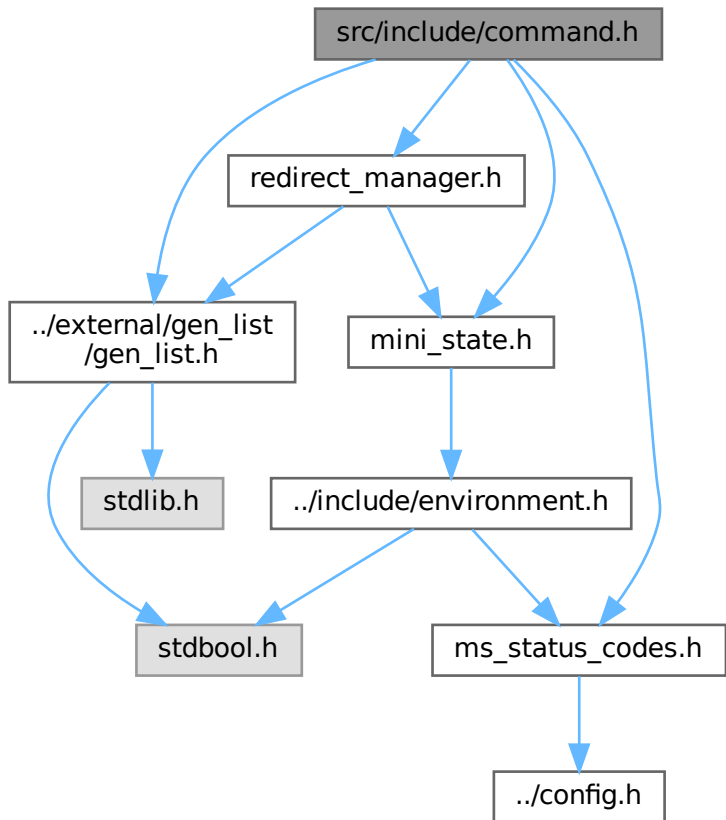 src/include/command.h
redirect_manager.h
../external/gen_list
/gen_list.h
mini_state.h
stdlib.h
../include/environment.h
stdbool.h
ms_status_codes.h
../config.h